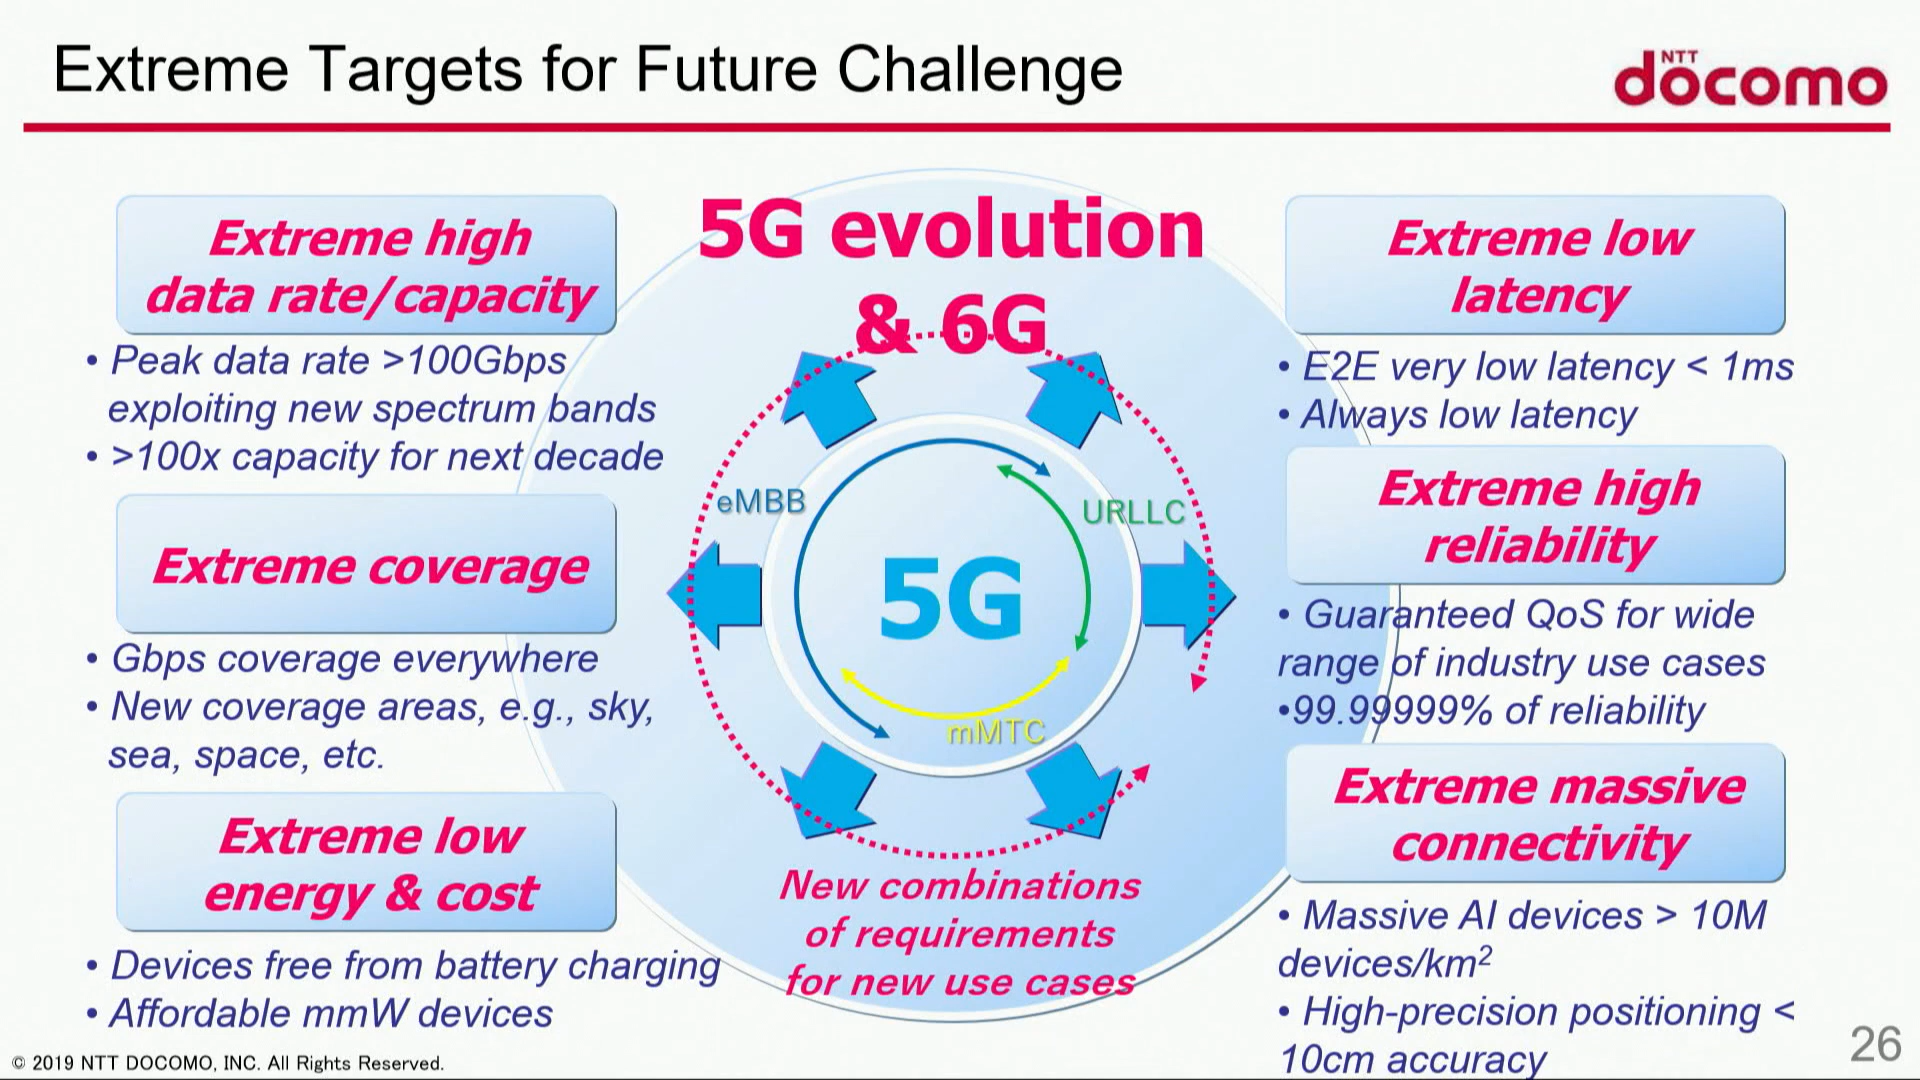 Extreme Targets for Future Challenge
NTT
docomo
Extreme high
data rate/capacity
• Peak data rate >100Gbps
exploiting new spectrum bands
• >100x capacity for next decade
Extreme coverage
• Gbps coverage everywhere
• New coverage areas, e.g., sky,
sea, space, etc.
Extreme low
energy & cost
• Devices free from battery charging
• Affordable mmW devices
5G evolution
& 6G
eMBB
URLLC
5G
mMTC
New combinations
of requirements
for new use cases
Extreme low
latency
• E2E very low latency < 1ms
• Always low latency
Extreme high
reliability
• Guaranteed QoS for wide
range of industry use cases
•99.99999% of reliability
Extreme massive
connectivity
• Massive AI devices > 10M
devices/km²
• High-precision positioning <
10cm accuracy
© 2019 NTT DOCOMO, INC. All Rights Reserved.
26